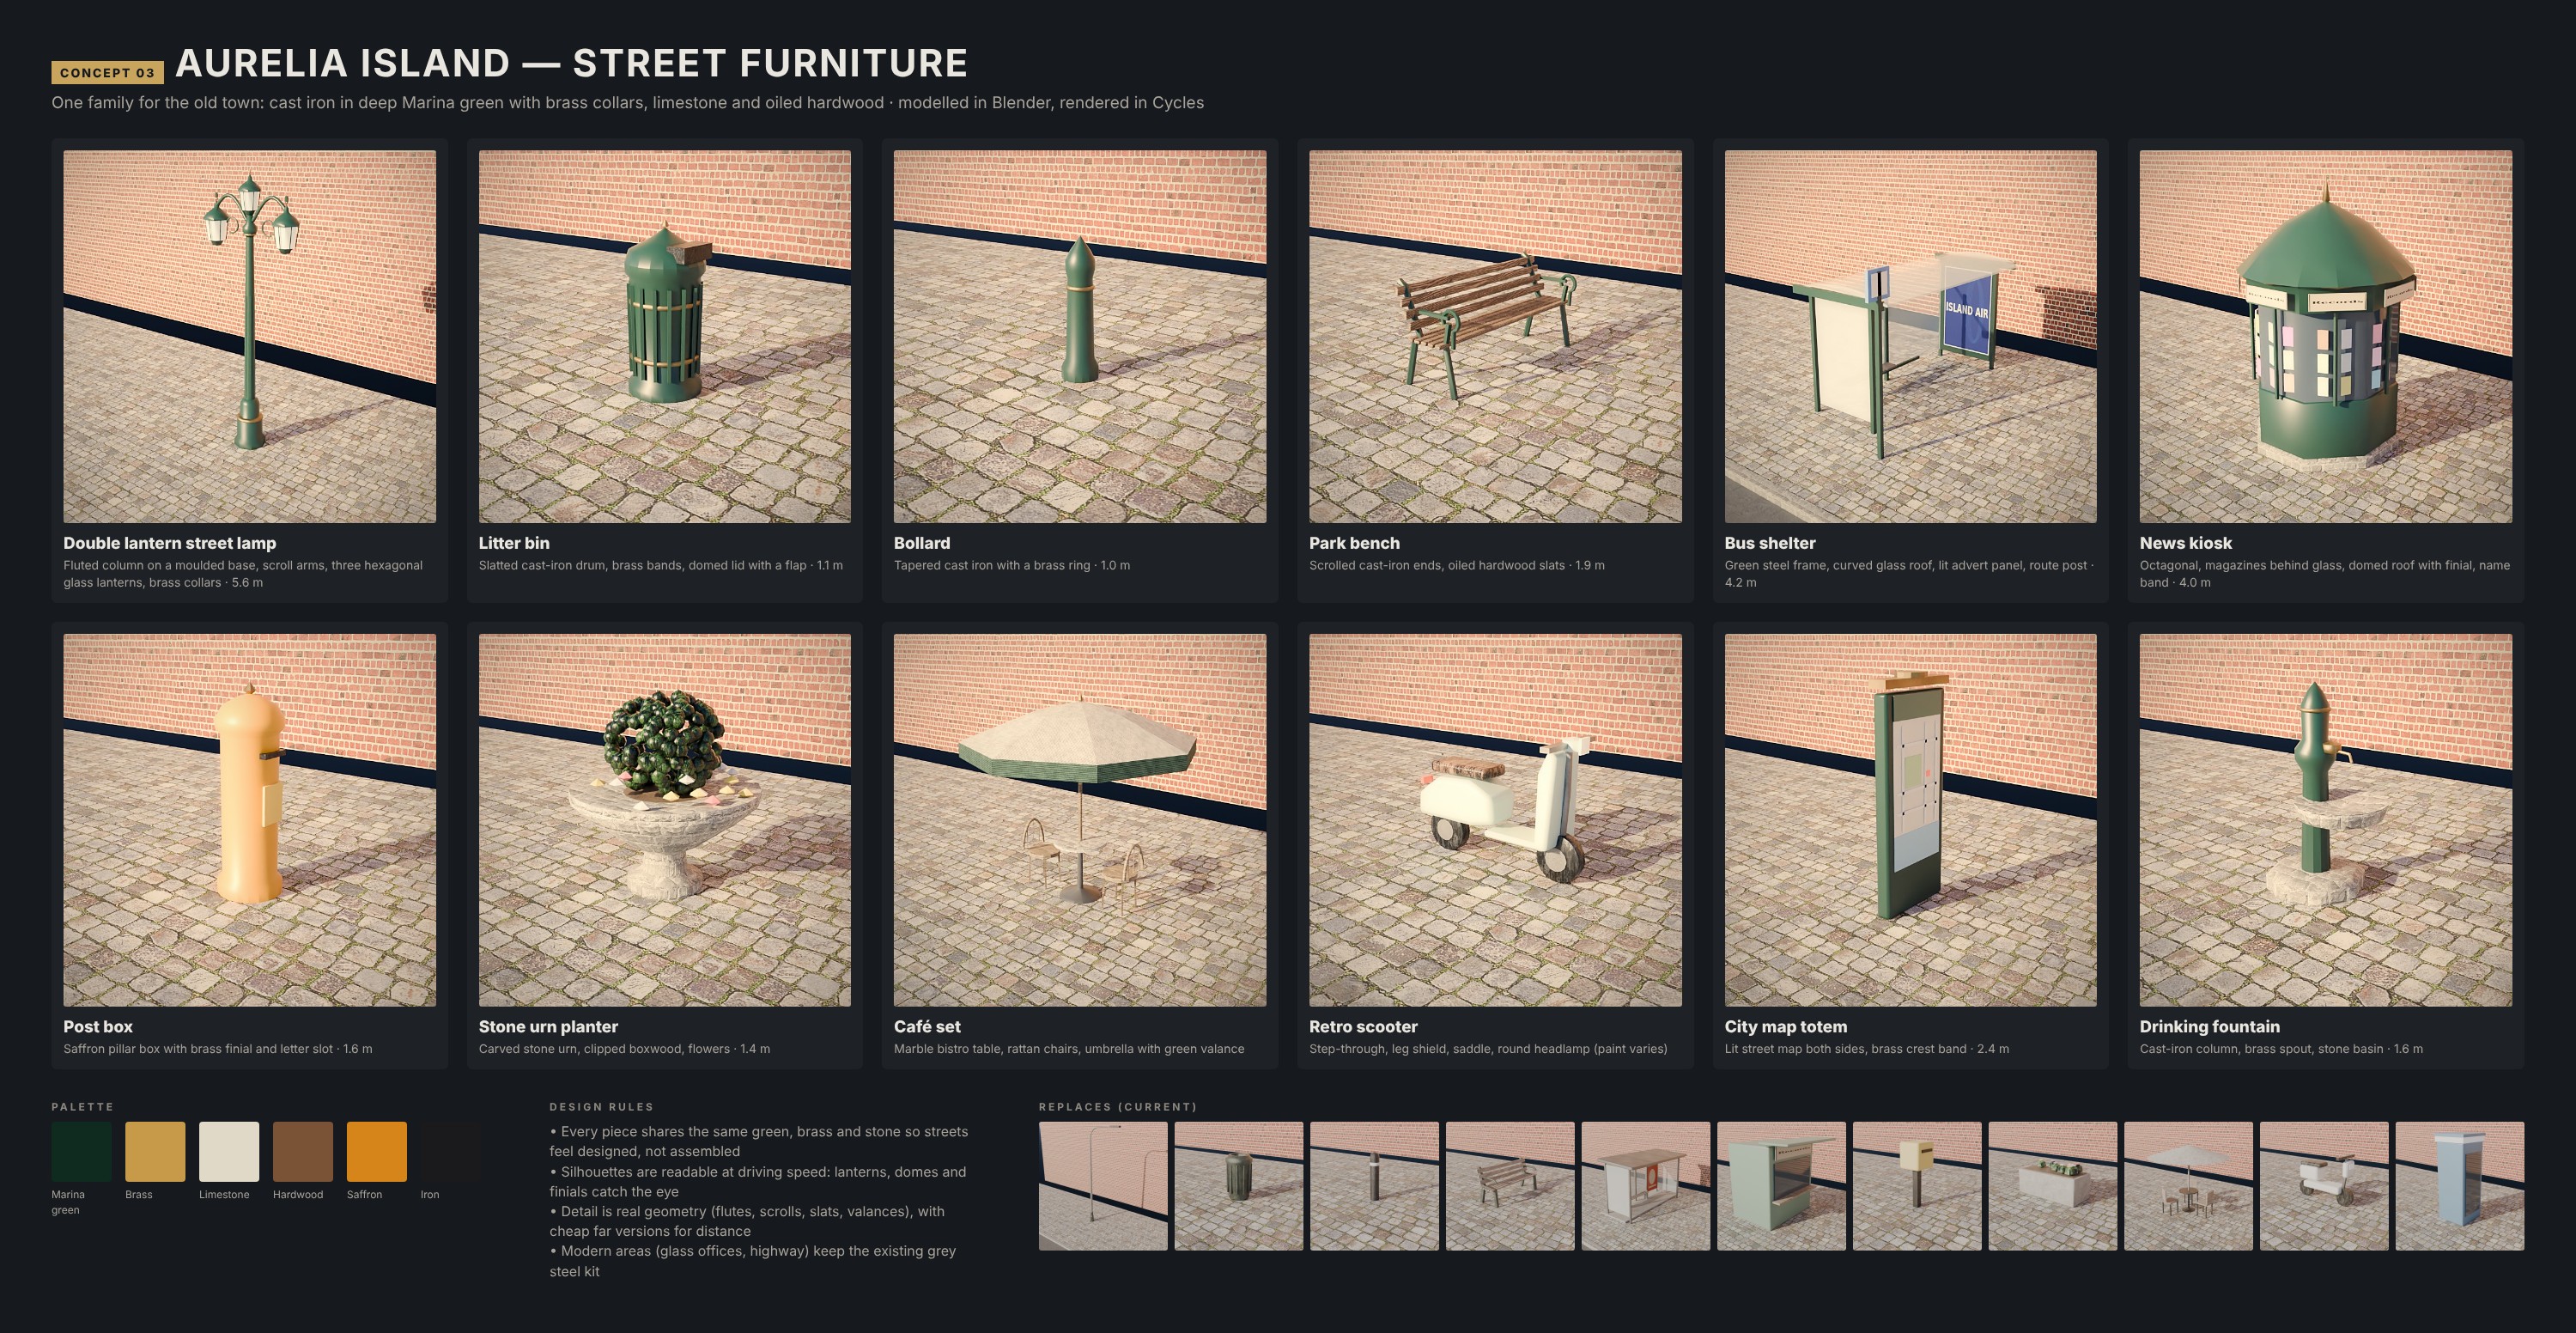 CONCEPT 03 AURELIA ISLAND — STREET FURNITURE
One family for the old town: cast iron in deep Marina green with brass collars, limestone and oiled hardwood · modelled in Blender, rendered in Cycles
ISLAND AIR
Double lantern street lamp
Fluted column on a moulded base, scroll arms, three hexagonal
glass lanterns, brass collars · 5.6 m
Litter bin
Slatted cast-iron drum, brass bands, domed lid with a flap · 1.1 m
Bollard
Tapered cast iron with a brass ring · 1.0 m
Park bench
Scrolled cast-iron ends, oiled hardwood slats · 1.9 m
Bus shelter
Green steel frame, curved glass roof, lit advert panel, route post ·
4.2 m
News kiosk
Octagonal, magazines behind glass, domed roof with finial, name
band · 4.0 m
Post box
Saffron pillar box with brass finial and letter slot · 1.6 m
Stone urn planter
Carved stone urn, clipped boxwood, flowers · 1.4 m
Café set
Marble bistro table, rattan chairs, umbrella with green valance
Retro scooter
Step-through, leg shield, saddle, round headlamp (paint varies)
City map totem
Lit street map both sides, brass crest band · 2.4 m
Drinking fountain
Cast-iron column, brass spout, stone basin · 1.6 m
PALETTE
Marina
green
Brass
Limestone
Hardwood
Saffron
Iron
DESIGN RULES
• Every piece shares the same green, brass and stone so streets
feel designed, not assembled
• Silhouettes are readable at driving speed: lanterns, domes and
finials catch the eye
• Detail is real geometry (flutes, scrolls, slats, valances), with
cheap far versions for distance
• Modern areas (glass offices, highway) keep the existing grey
steel kit
REPLACES (CURRENT)